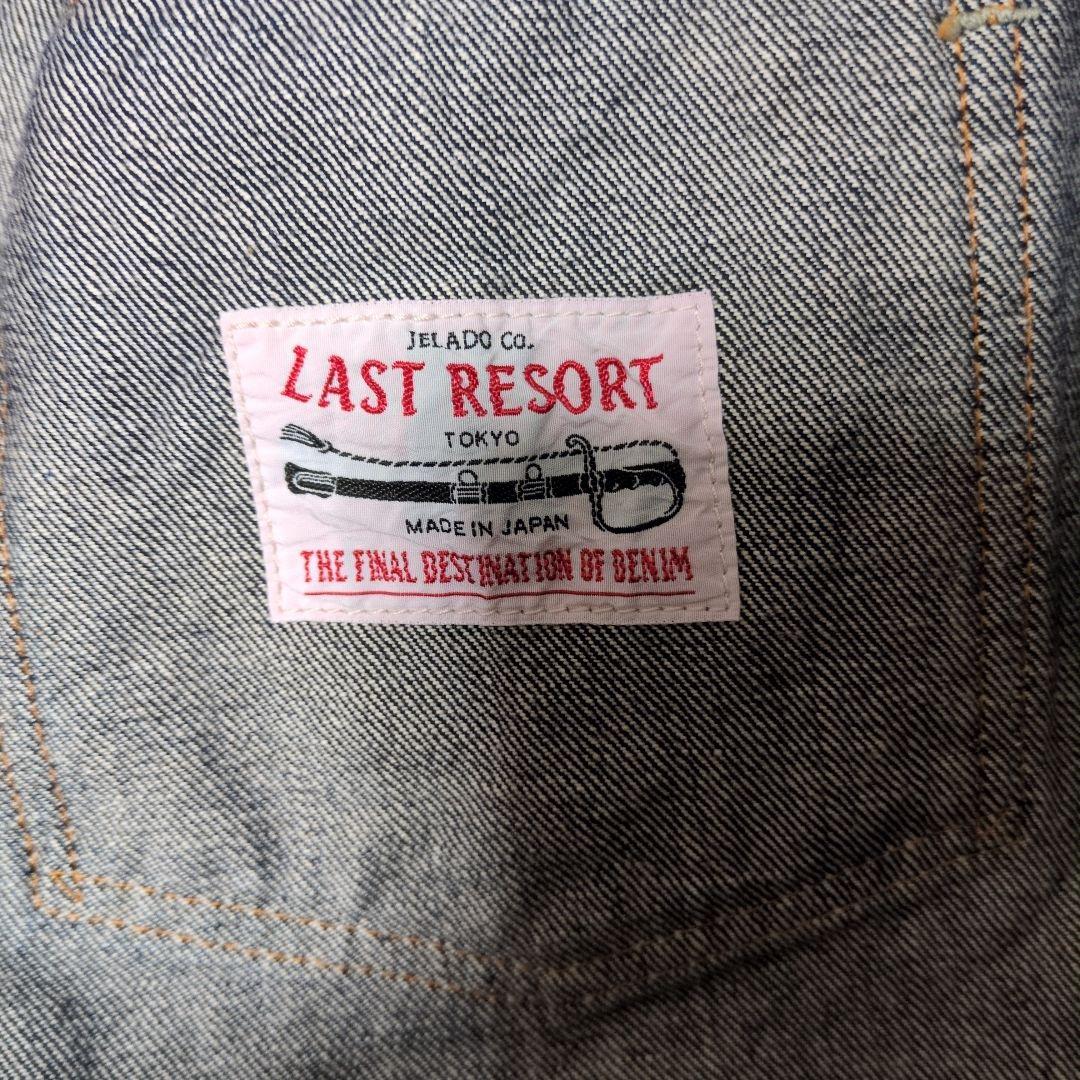 JELADO CO.
LAST RESORT
TOKYO
MADE IN JAPAN
THE FINAL DESTINATION OF DENIM